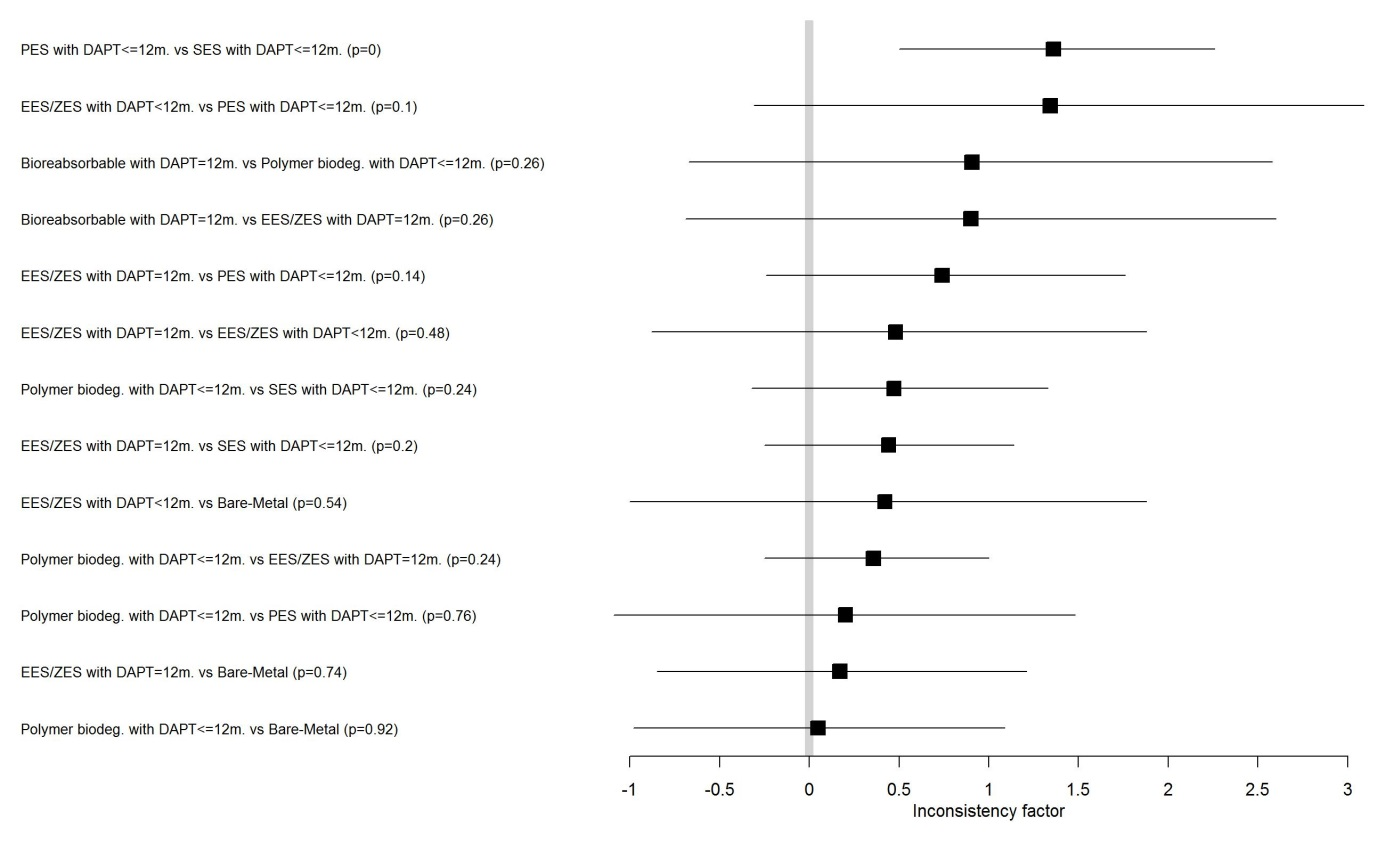 PES with DAPT<=12m. vs SES with DAPT<=12m. (p=0)
EES/ZES with DAPT<12m. vs PES with DAPT<=12m. (p=0.1)
Bioreabsorbable with DAPT=12m. vs Polymer biodeg. with DAPT<=12m. (p=0.26)
Bioreabsorbable with DAPT=12m. vs EES/ZES with DAPT=12m. (p=0.26)
EES/ZES with DAPT=12m. vs PES with DAPT<=12m. (p=0.14)
EES/ZES with DAPT=12m. vs EES/ZES with DAPT<12m. (p=0.48)
Polymer biodeg. with DAPT<=12m. vs SES with DAPT<=12m. (p=0.24)
EES/ZES with DAPT=12m. vs SES with DAPT<=12m. (p=0.2)
EES/ZES with DAPT<12m. vs Bare-Metal (p=0.54)
Polymer biodeg. with DAPT<=12m. vs EES/ZES with DAPT=12m. (p=0.24)
Polymer biodeg. with DAPT<=12m. vs PES with DAPT<=12m. (p=0.76)
EES/ZES with DAPT=12m. vs Bare-Metal (p=0.74)
Polymer biodeg. with DAPT<=12m. vs Bare-Metal (p=0.92)
-1 -0.5 0 0.5 1 1.5 2 2.5 3
Inconsistency factor